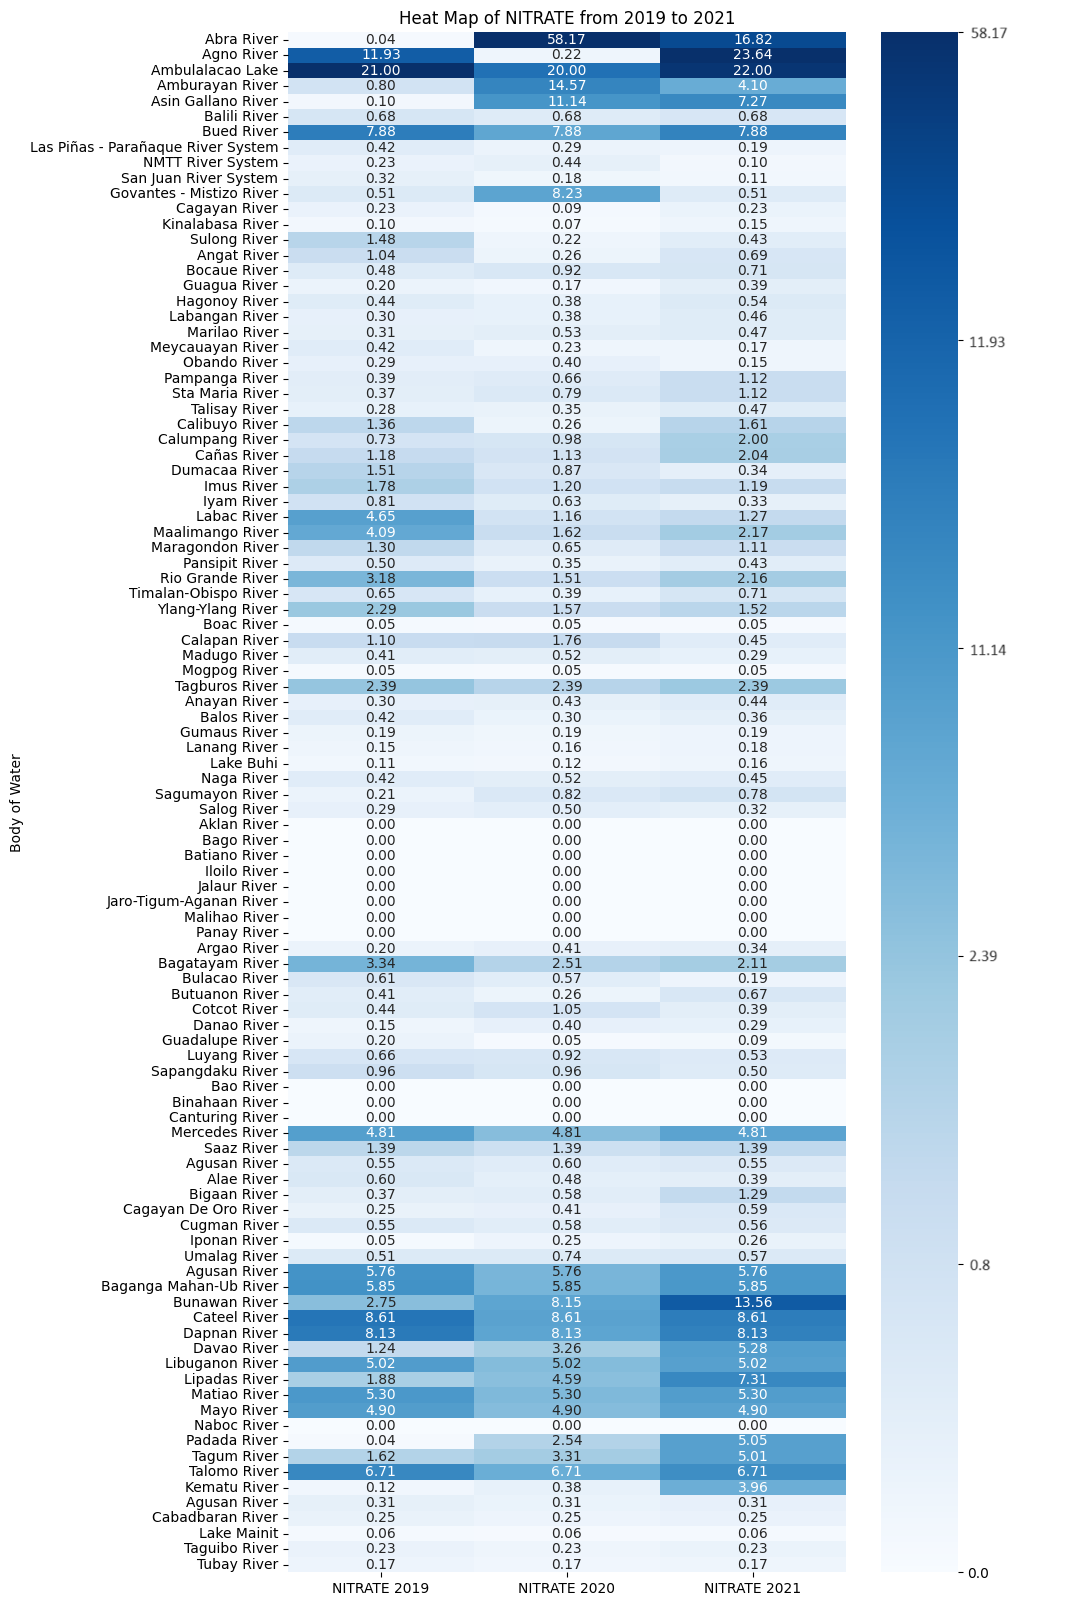 Heat Map of NITRATE from 2019 to 2021
Abra River 0.04 58.17 16.82
Agno River 11.93 0.22 23.64
Ambulalacao Lake 21.00 20.00 22.00
Amburayan River 0.80 14.57 4.10
Asin Gallano River 0.10 11.14 7.27
Balili River 0.68 0.68 0.68
Bued River 7.88 7.88 7.88
Las Piñas - Parañaque River System 0.42 0.29 0.19
NMTT River System 0.23 0.44 0.10
San Juan River System 0.32 0.18 0.11
Govantes - Mistizo River 0.51 8.23 0.51
Cagayan River 0.23 0.09 0.23
Kinalabasa River 0.10 0.07 0.15
Sulong River 1.48 0.22 0.43
Angat River 1.04 0.26 0.69
Bocaue River 0.48 0.92 0.71
Guagua River 0.20 0.17 0.39
Hagonoy River 0.44 0.38 0.54
Labangan River 0.30 0.38 0.46
Marilao River 0.31 0.53 0.47
Meycauayan River 0.42 0.23 0.17
Obando River 0.29 0.40 0.15
Pampanga River 0.39 0.66 1.12
Sta Maria River 0.37 0.79 1.12
Talisay River 0.28 0.35 0.47
Calibuyo River 1.36 0.26 1.61
Calumpang River 0.73 0.98 2.00
Cañas River 1.18 1.13 2.04
Dumacaa River 1.51 0.87 0.34
Imus River 1.78 1.20 1.19
Iyam River 0.81 0.63 0.33
Labac River 4.65 1.16 1.27
Maalimango River 4.09 1.62 2.17
Maragondon River 1.30 0.65 1.11
Pansipit River 0.50 0.35 0.43
Rio Grande River 3.18 1.51 2.16
Timalan-Obispo River 0.65 0.39 0.71
Ylang-Ylang River 2.29 1.57 1.52
Boac River 0.05 0.05 0.05
Calapan River 1.10 1.76 0.45
Madugo River 0.41 0.52 0.29
Mogpog River 0.05 0.05 0.05
Tagburos River 2.39 2.39 2.39
Anayan River 0.30 0.43 0.44
Balos River 0.42 0.30 0.36
Gumaus River 0.19 0.19 0.19
Lanang River 0.15 0.16 0.18
Lake Buhi 0.11 0.12 0.16
Naga River 0.42 0.52 0.45
Sagumayon River 0.21 0.82 0.78
Salog River 0.29 0.50 0.32
Aklan River 0.00 0.00 0.00
Bago River 0.00 0.00 0.00
Batiano River 0.00 0.00 0.00
Iloilo River 0.00 0.00 0.00
Jalaur River 0.00 0.00 0.00
Jaro-Tigum-Aganan River 0.00 0.00 0.00
Malihao River 0.00 0.00 0.00
Panay River 0.00 0.00 0.00
Argao River 0.20 0.41 0.34
Bagatayam River 3.34 2.51 2.11
Bulacao River 0.61 0.57 0.19
Butuanon River 0.41 0.26 0.67
Cotcot River 0.44 1.05 0.39
Danao River 0.15 0.40 0.29
Guadalupe River 0.20 0.05 0.09
Luyang River 0.66 0.92 0.53
Sapangdaku River 0.96 0.96 0.50
Bao River 0.00 0.00 0.00
Binahaan River 0.00 0.00 0.00
Canturing River 0.00 0.00 0.00
Mercedes River 4.81 4.81 4.81
Saaz River 1.39 1.39 1.39
Agusan River 0.55 0.60 0.55
Alae River 0.60 0.48 0.39
Bigaan River 0.37 0.58 1.29
Cagayan De Oro River 0.25 0.41 0.59
Cugman River 0.55 0.58 0.56
Iponan River 0.05 0.25 0.26
Umalag River 0.51 0.74 0.57
Agusan River 5.76 5.76 5.76
Baganga Mahan-Ub River 5.85 5.85 5.85
Bunawan River 2.75 8.15 13.56
Cateel River 8.61 8.61 8.61
Dapnan River 8.13 8.13 8.13
Davao River 1.24 3.26 5.28
Libuganon River 5.02 5.02 5.02
Lipadas River 1.88 4.59 7.31
Matiao River 5.30 5.30 5.30
Mayo River 4.90 4.90 4.90
Naboc River 0.00 0.00 0.00
Padada River 0.04 2.54 5.05
Tagum River 1.62 3.31 5.01
Talomo River 6.71 6.71 6.71
Kematu River 0.12 0.38 3.96
Agusan River 0.31 0.31 0.31
Cabadbaran River 0.25 0.25 0.25
Lake Mainit 0.06 0.06 0.06
Taguibo River 0.23 0.23 0.23
Tubay River 0.17 0.17 0.17
NITRATE 2019 NITRATE 2020 NITRATE 2021
Body of Water
58.17
11.93
11.14
2.39
0.8
0.0